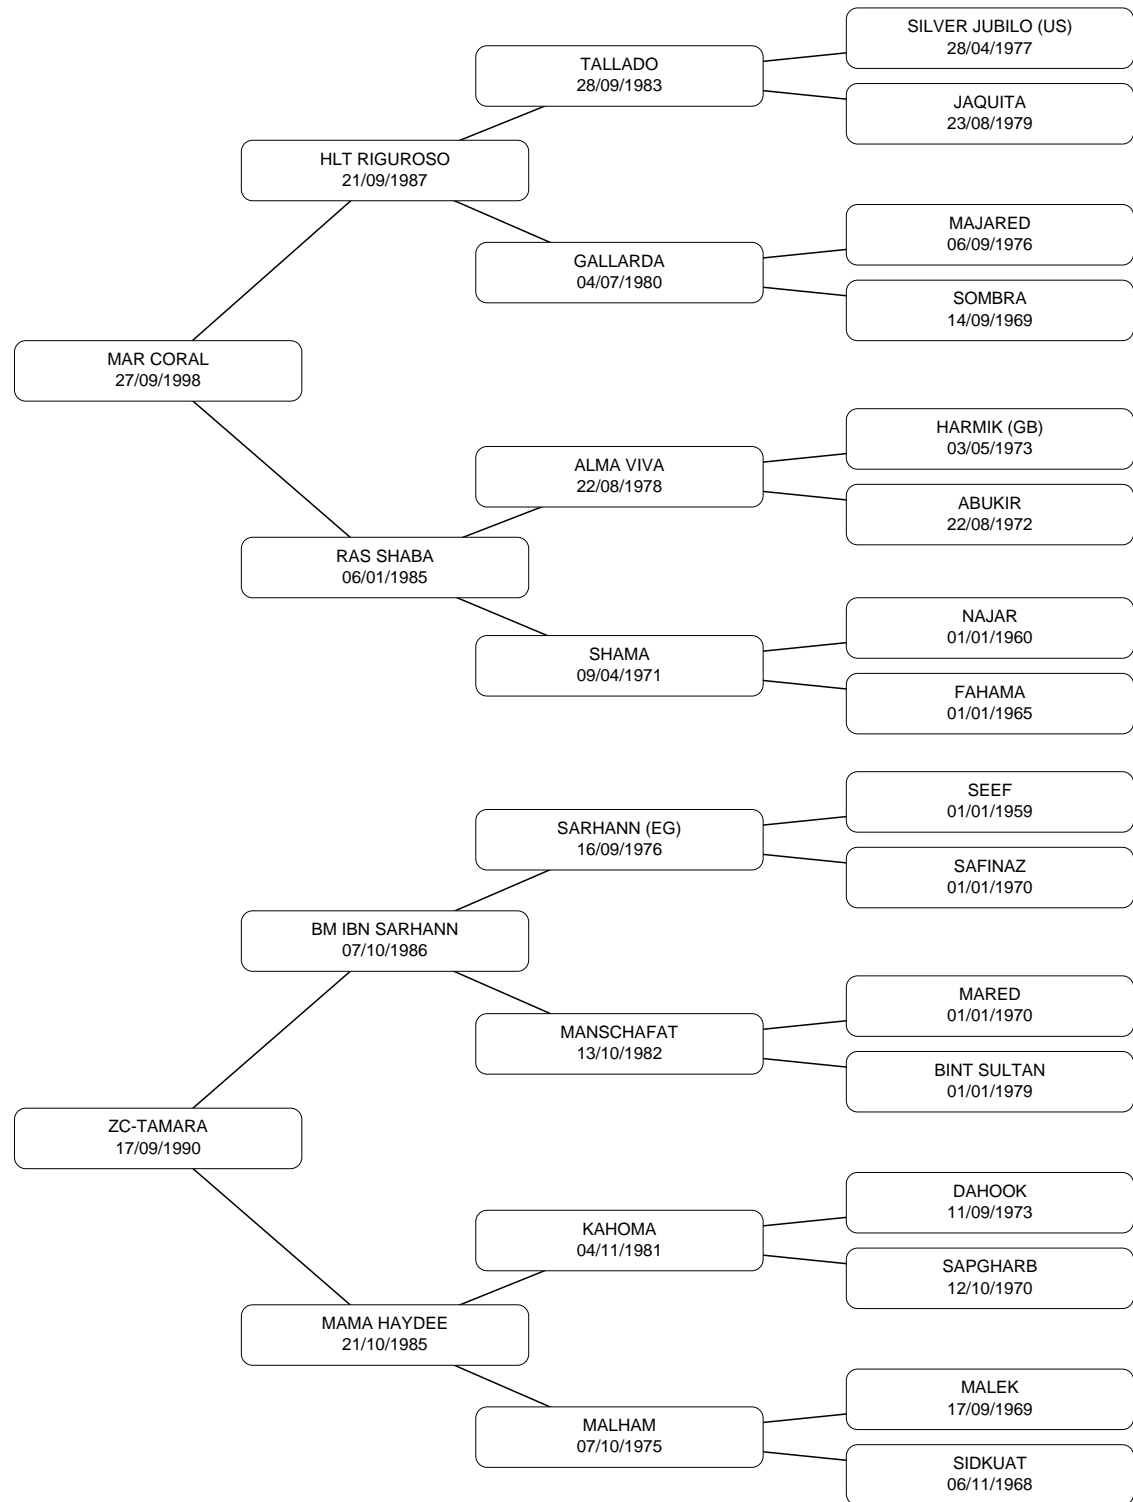 SILVER JUBILO (US)
28/04/1977
TALLADO
28/09/1983
JAQUITA
23/08/1979
HLT RIGUROSO
21/09/1987
MAJARED
06/09/1976
GALLARDA
04/07/1980
SOMBRA
14/09/1969
MAR CORAL
27/09/1998
HARMIK (GB)
03/05/1973
ALMA VIVA
22/08/1978
ABUKIR
22/08/1972
RAS SHABA
06/01/1985
NAJAR
01/01/1960
SHAMA
09/04/1971
FAHAMA
01/01/1965
SEEF
01/01/1959
SARHANN (EG)
16/09/1976
SAFINAZ
01/01/1970
BM IBN SARHANN
07/10/1986
MARED
01/01/1970
MANSCHAFAT
13/10/1982
BINT SULTAN
01/01/1979
ZC-TAMARA
17/09/1990
DAHOOK
11/09/1973
KAHOMA
04/11/1981
SAPGHARB
12/10/1970
MAMA HAYDEE
21/10/1985
MALEK
17/09/1969
MALHAM
07/10/1975
SIDKUAT
06/11/1968